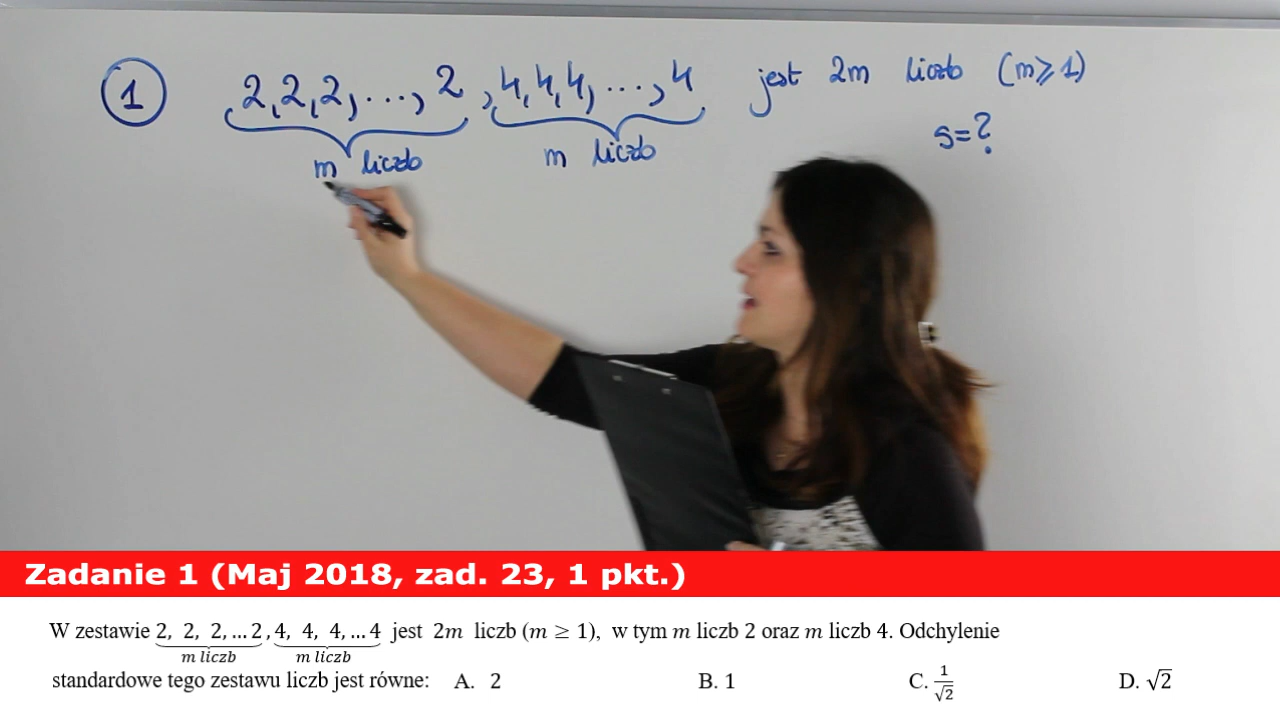 1 2,2,2,...,2,4,4,4,...,4 jest 2m liczb (m≥1)
m liczb m liczb s=?
Zadanie 1 (Maj 2018, zad. 23, 1 pkt.)
W zestawie 2, 2, 2, ... 2, 4, 4, 4, ... 4 jest 2m liczb (m ≥ 1), w tym m liczb 2 oraz m liczb 4. Odchylenie
m liczb m liczb
standardowe tego zestawu liczb jest równe: A. 2 B. 1 C. 1/√2 D. √2